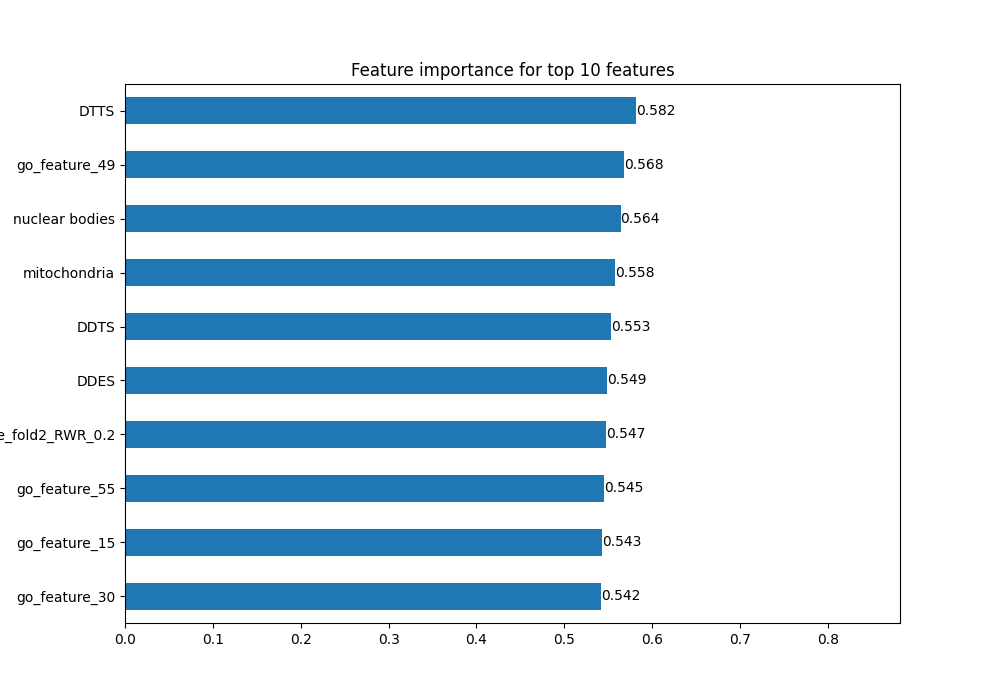 Feature importance for top 10 features
DTTS 0.582
go_feature_49 0.568
nuclear bodies 0.564
mitochondria 0.558
DDTS 0.553
DDES 0.549
e_fold2_RWR_0.2 0.547
go_feature_55 0.545
go_feature_15 0.543
go_feature_30 0.542
0.0 0.1 0.2 0.3 0.4 0.5 0.6 0.7 0.8